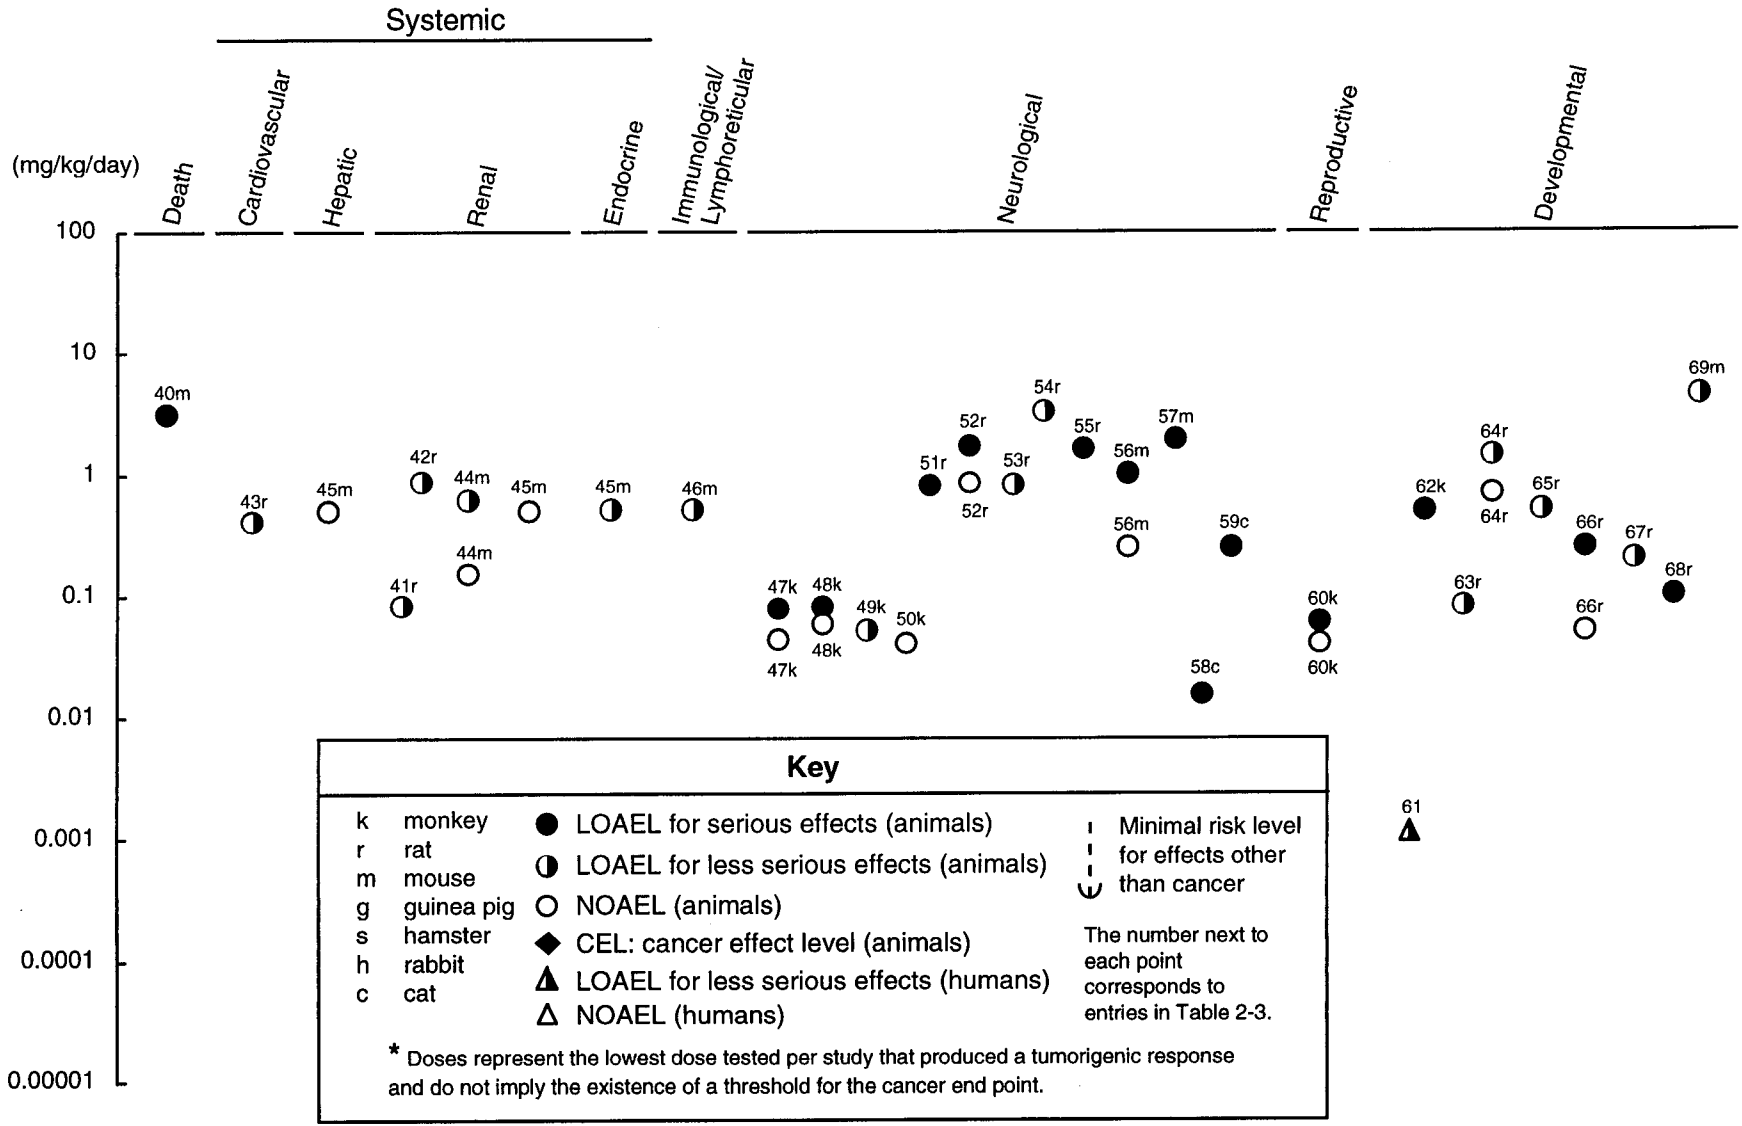 Systemic
(mg/kg/day)
Death
Cardiovascular
Hepatic
Renal
Endocrine
Immunological/
Lymphoreticular
Neurological
Reproductive
Developmental
100
10
1
0.1
0.01
0.001
0.0001
0.00001
40m
43r
45m
42r
41r
44m
44m
45m
45m
46m
47k
47k
48k
48k
49k
50k
51r
52r
52r
53r
54r
55r
56m
56m
57m
58c
59c
60k
60k
61
62k
63r
64r
64r
65r
66r
66r
67r
68r
69m
Key
k monkey
r rat
m mouse
g guinea pig
s hamster
h rabbit
c cat
LOAEL for serious effects (animals)
LOAEL for less serious effects (animals)
NOAEL (animals)
CEL: cancer effect level (animals)
LOAEL for less serious effects (humans)
NOAEL (humans)
Minimal risk level
for effects other
than cancer
The number next to
each point
corresponds to
entries in Table 2-3.
* Doses represent the lowest dose tested per study that produced a tumorigenic response
and do not imply the existence of a threshold for the cancer end point.